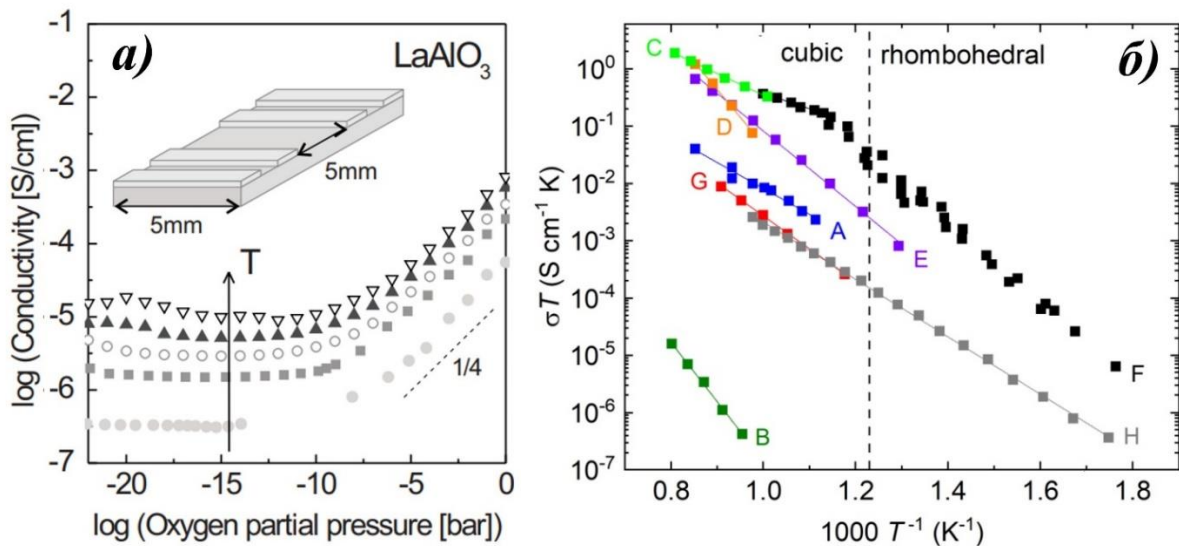 а)
LaAlO₃
5mm
5mm
T
1/4
-1
-2
-3
-4
-5
-6
-7
-20
-15
-10
-5
0
log (Conductivity [S/cm])
log (Oxygen partial pressure [bar])
б)
cubic
rhombohedral
C
D
G
A
E
B
F
H
10⁰
10⁻¹
10⁻²
10⁻³
10⁻⁴
10⁻⁵
10⁻⁶
10⁻⁷
0.8
1.0
1.2
1.4
1.6
1.8
σT (S cm⁻¹ K)
1000 T⁻¹ (K⁻¹)